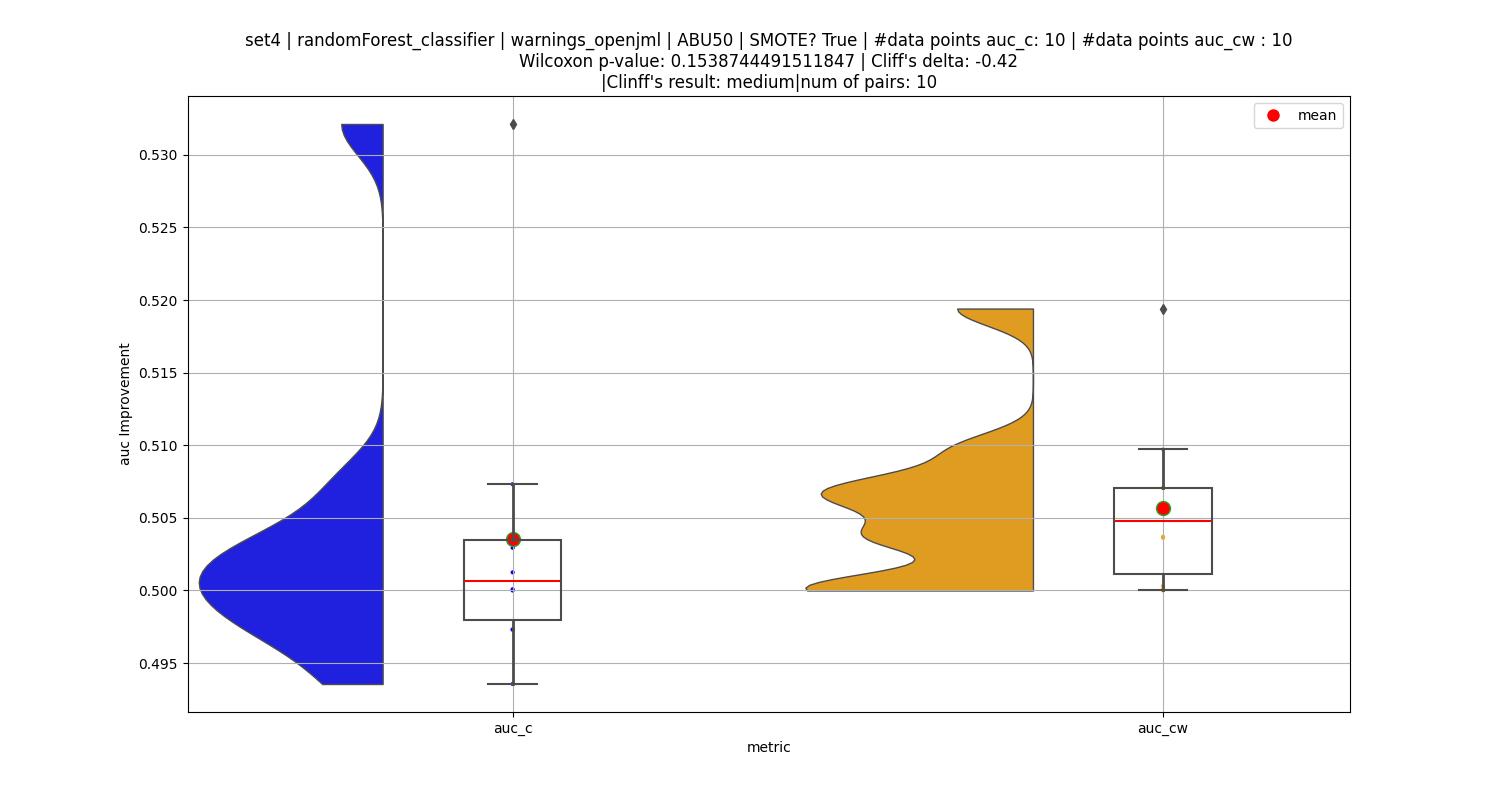 set4 | randomForest_classifier | warnings_openjml | ABU50 | SMOTE? True | #data points auc_c: 10 | #data points auc_cw : 10
Wilcoxon p-value: 0.1538744491511847 | Cliff's delta: -0.42
|Clinff's result: medium|num of pairs: 10
mean
0.530
0.525
0.520
0.515
0.510
0.505
0.500
0.495
auc Improvement
auc_c
auc_cw
metric